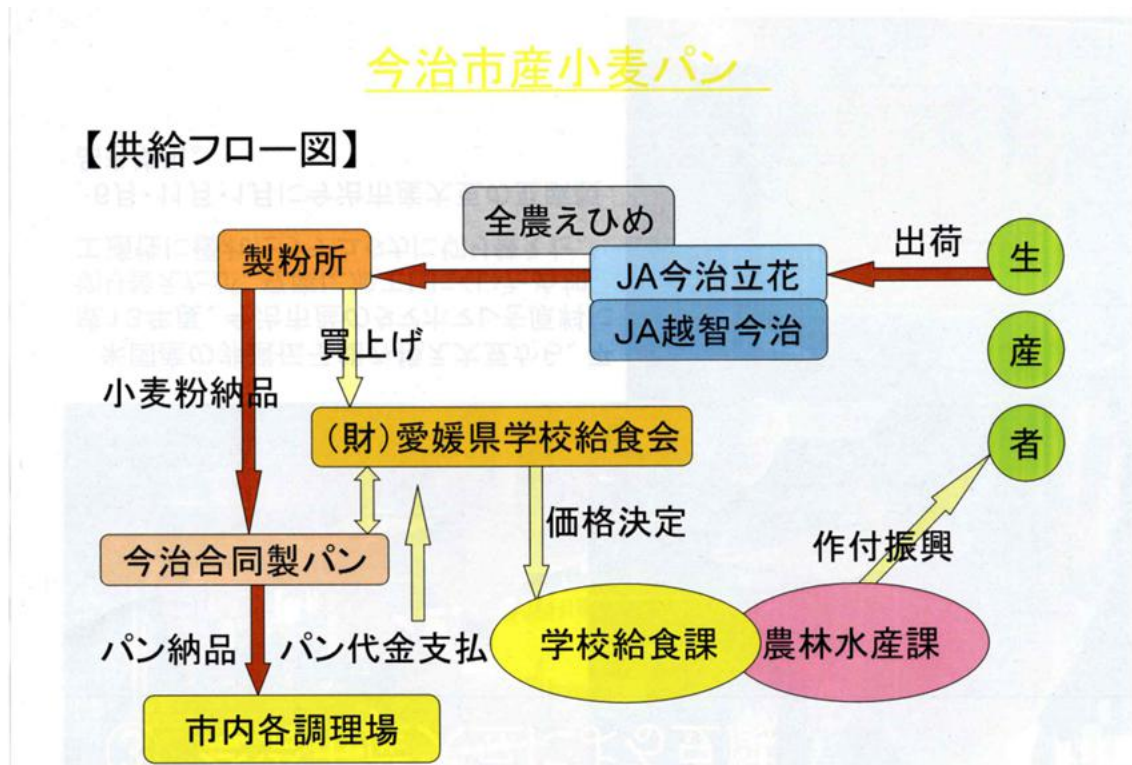 今治市産小麦パン
【供給フロー図】
全農えひめ
出荷
生
産
者
製粉所
JA今治立花
JA越智今治
買上げ
小麦粉納品
(財)愛媛県学校給食会
価格決定
作付振興
今治合同製パン
パン納品
パン代金支払
学校給食課
農林水産課
市内各調理場